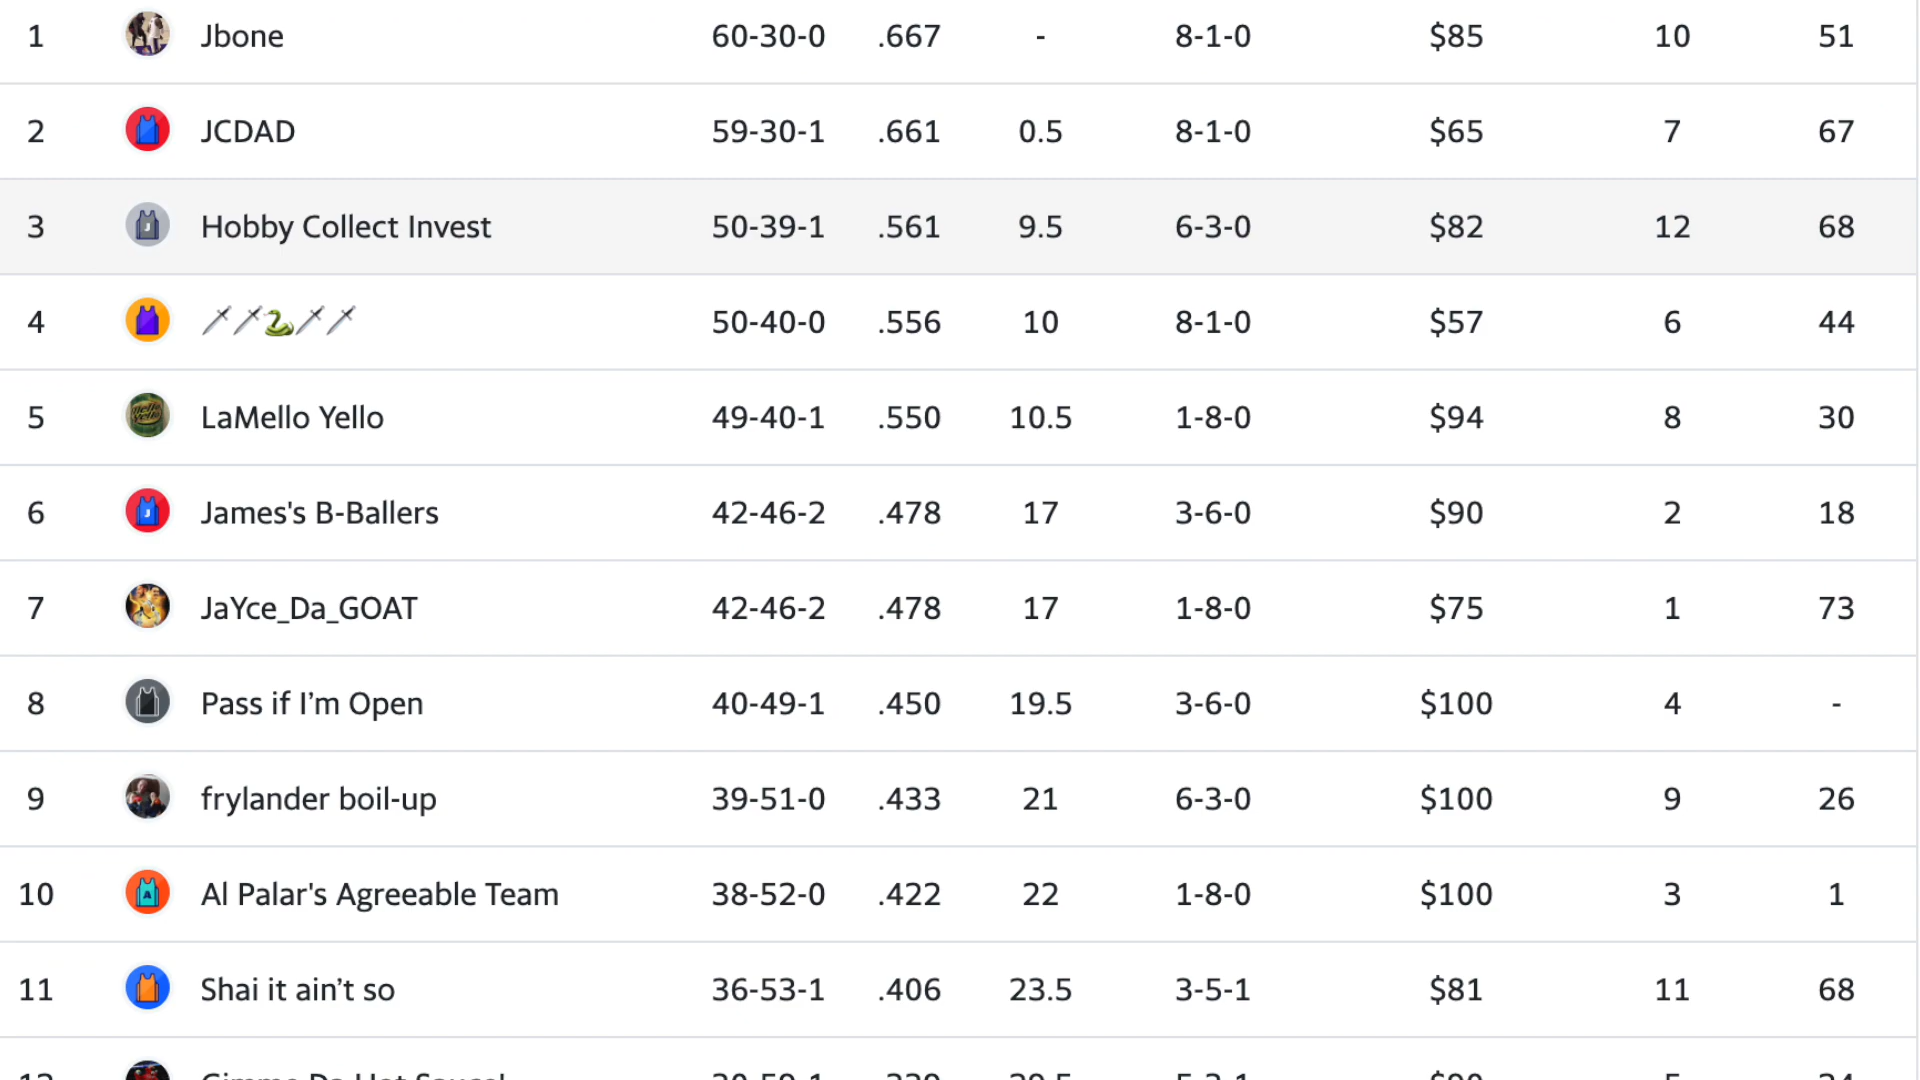 1 Jbone 60-30-0 .667 - 8-1-0 $85 10 51
2 JCDAD 59-30-1 .661 0.5 8-1-0 $65 7 67
3 J Hobby Collect Invest 50-39-1 .561 9.5 6-3-0 $82 12 68
4 🗡🗡🐍🗡🗡 50-40-0 .556 10 8-1-0 $57 6 44
5 LaMello Yello 49-40-1 .550 10.5 1-8-0 $94 8 30
6 J James's B-Ballers 42-46-2 .478 17 3-6-0 $90 2 18
7 JaYce_Da_GOAT 42-46-2 .478 17 1-8-0 $75 1 73
8 Pass if I’m Open 40-49-1 .450 19.5 3-6-0 $100 4 -
9 frylander boil-up 39-51-0 .433 21 6-3-0 $100 9 26
10 A Al Palar's Agreeable Team 38-52-0 .422 22 1-8-0 $100 3 1
11 Shai it ain’t so 36-53-1 .406 23.5 3-5-1 $81 11 68